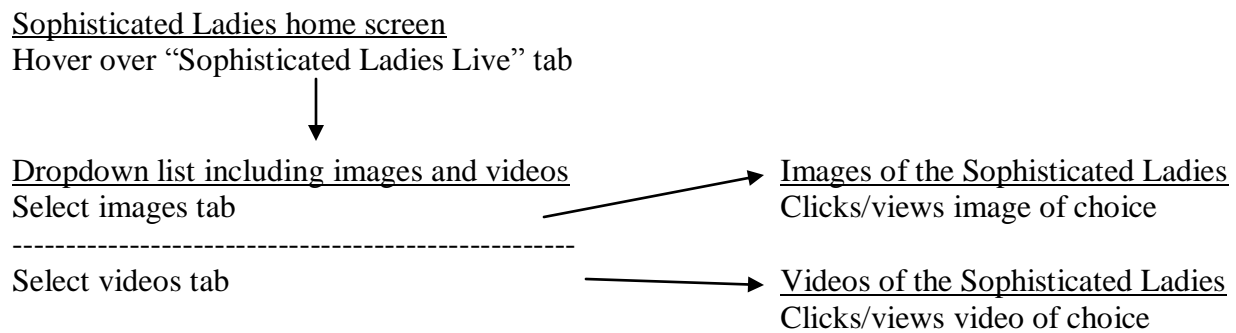 Sophisticated Ladies home screen
Hover over “Sophisticated Ladies Live” tab
Dropdown list including images and videos
Select images tab
-----------------------------------------------------
Select videos tab
Images of the Sophisticated Ladies
Clicks/views image of choice
Videos of the Sophisticated Ladies
Clicks/views video of choice